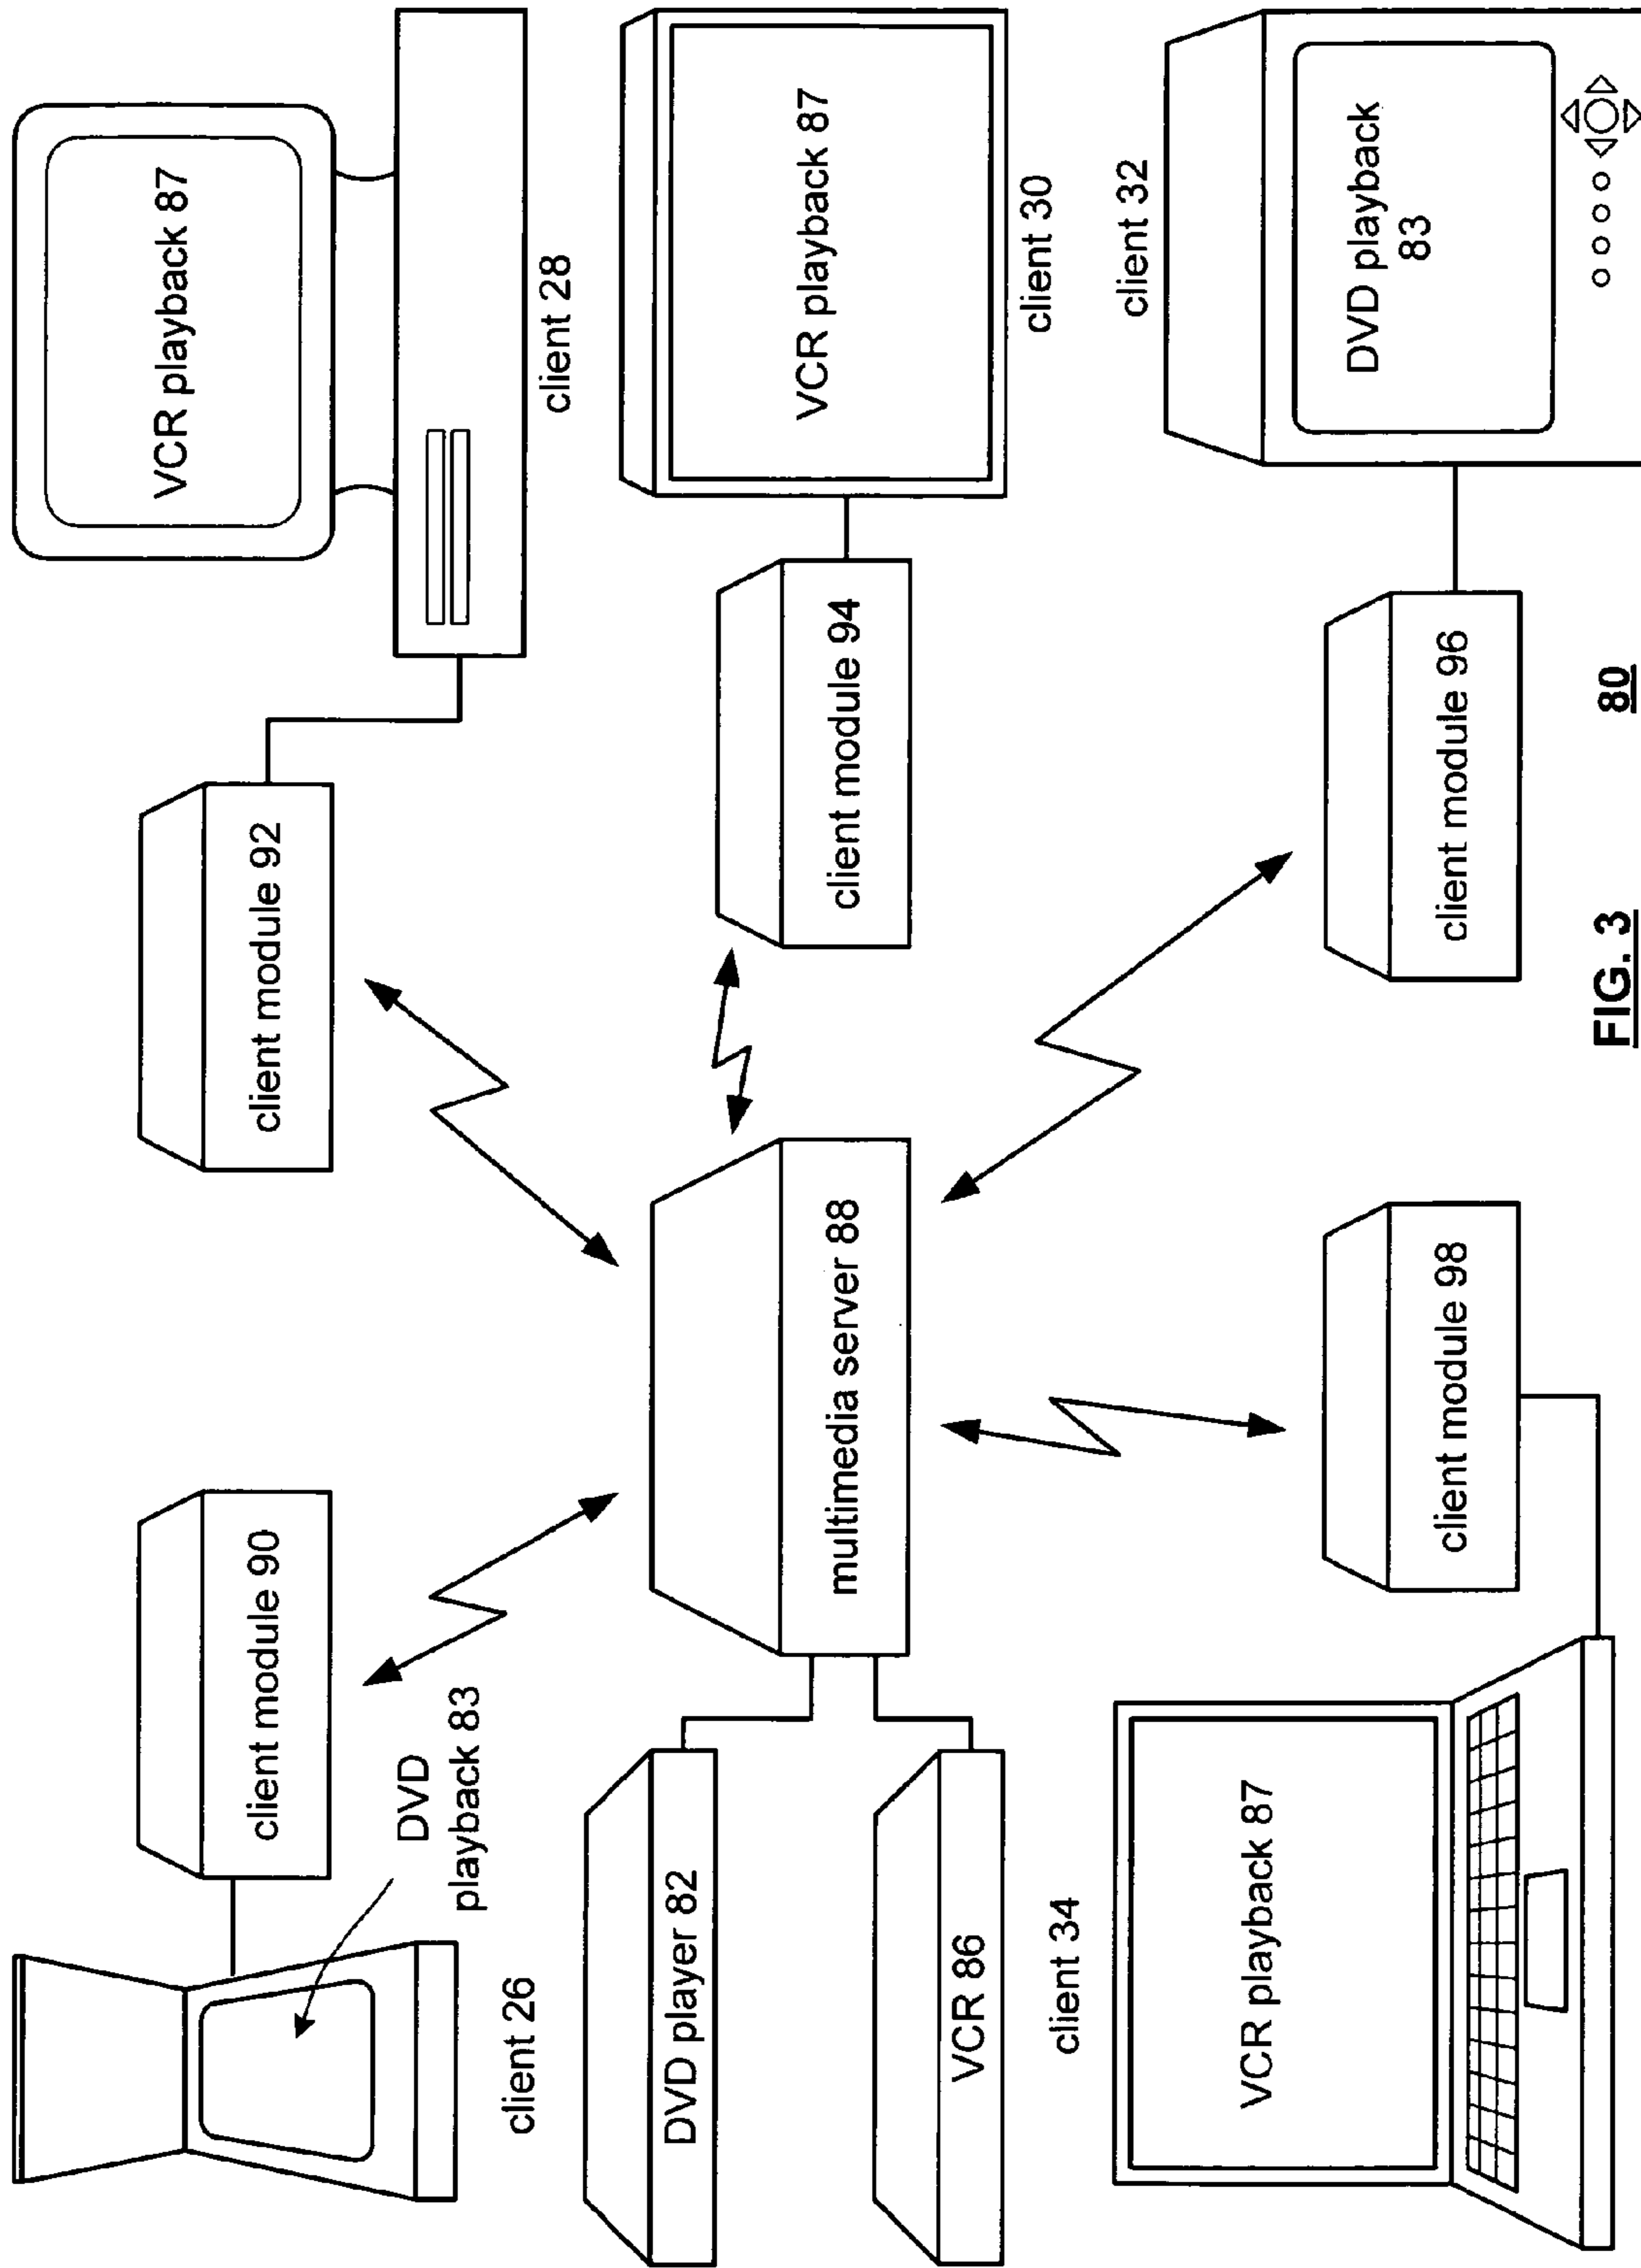 client module 90
DVD
playback 83
client 26
client module 92
VCR playback 87
client 28
DVD player 82
VCR 86
multimedia server 88
client module 94
VCR playback 87
client 30
client 34
VCR playback 87
client module 98
client module 96
client 32
DVD playback
83
FIG. 3
80